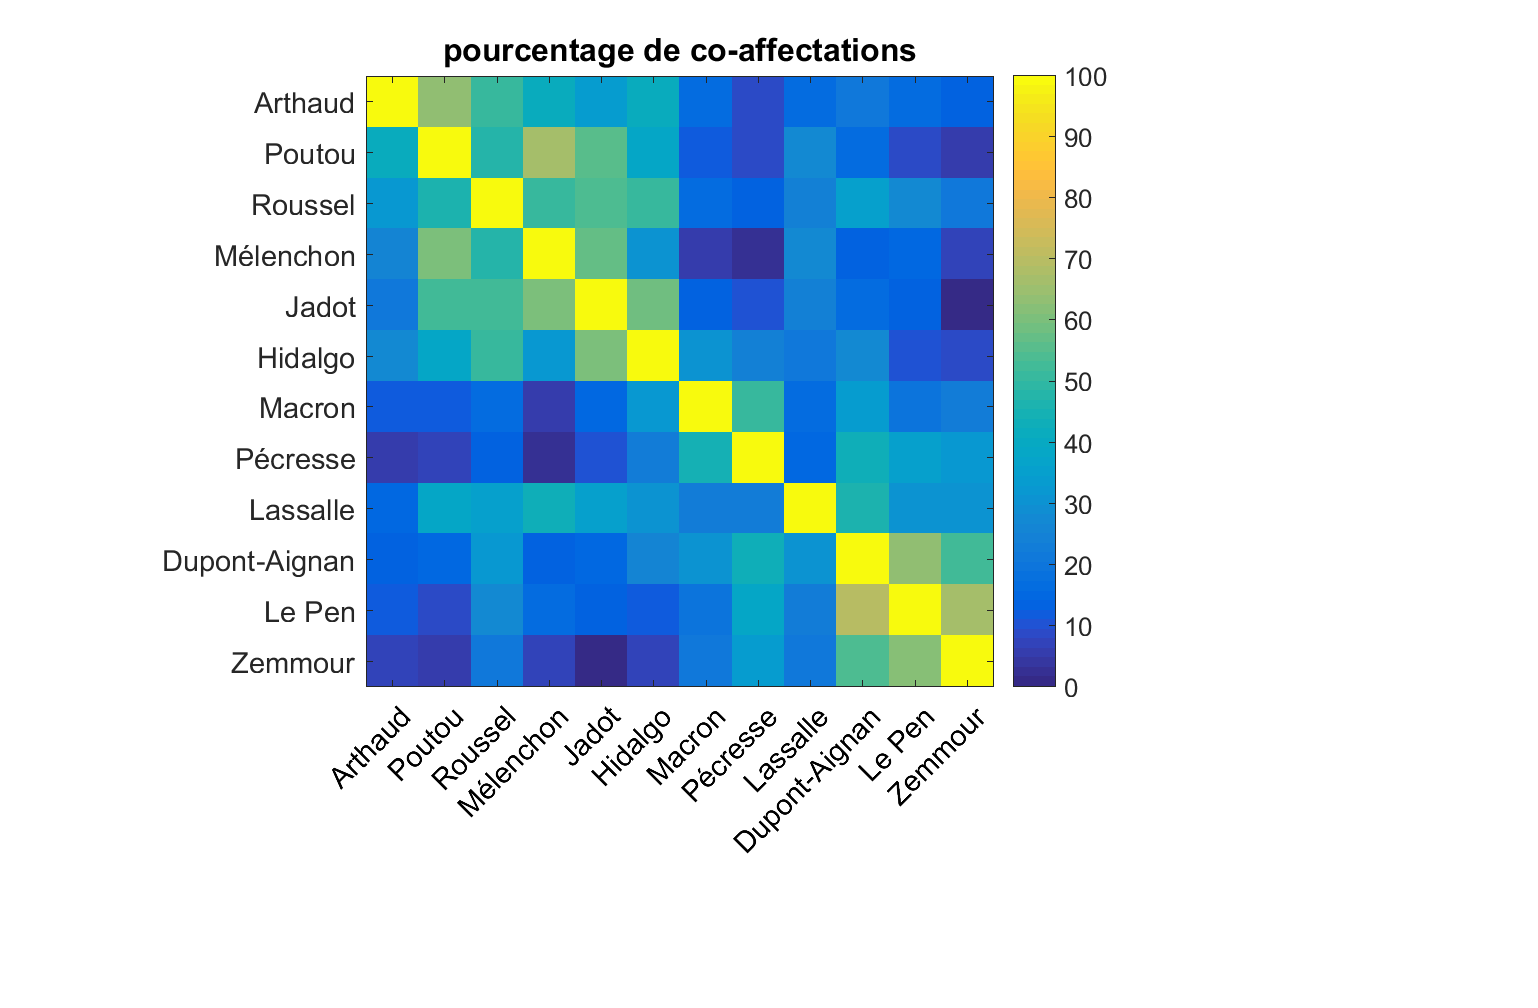 pourcentage de co-affectations
Arthaud
Poutou
Roussel
Mélenchon
Jadot
Hidalgo
Macron
Pécresse
Lassalle
Dupont-Aignan
Le Pen
Zemmour
Arthaud
Poutou
Roussel
Mélenchon
Jadot
Hidalgo
Macron
Pécresse
Lassalle
Dupont-Aignan
Le Pen
Zemmour
100
90
80
70
60
50
40
30
20
10
0